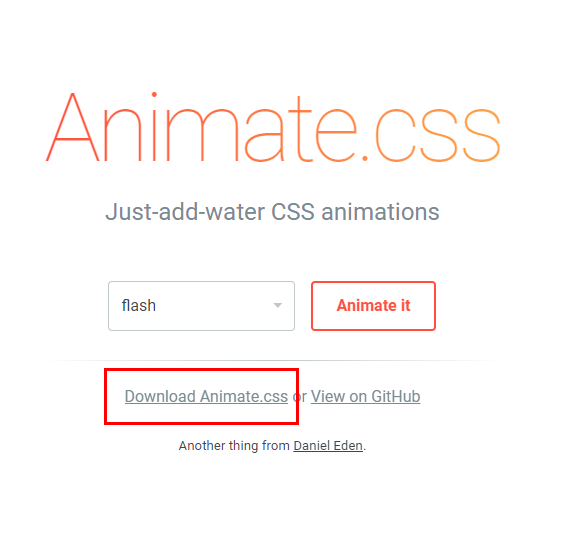 Animate.css
Just-add-water CSS animations
flash Animate it
Download Animate.css or View on GitHub
Another thing from Daniel Eden.